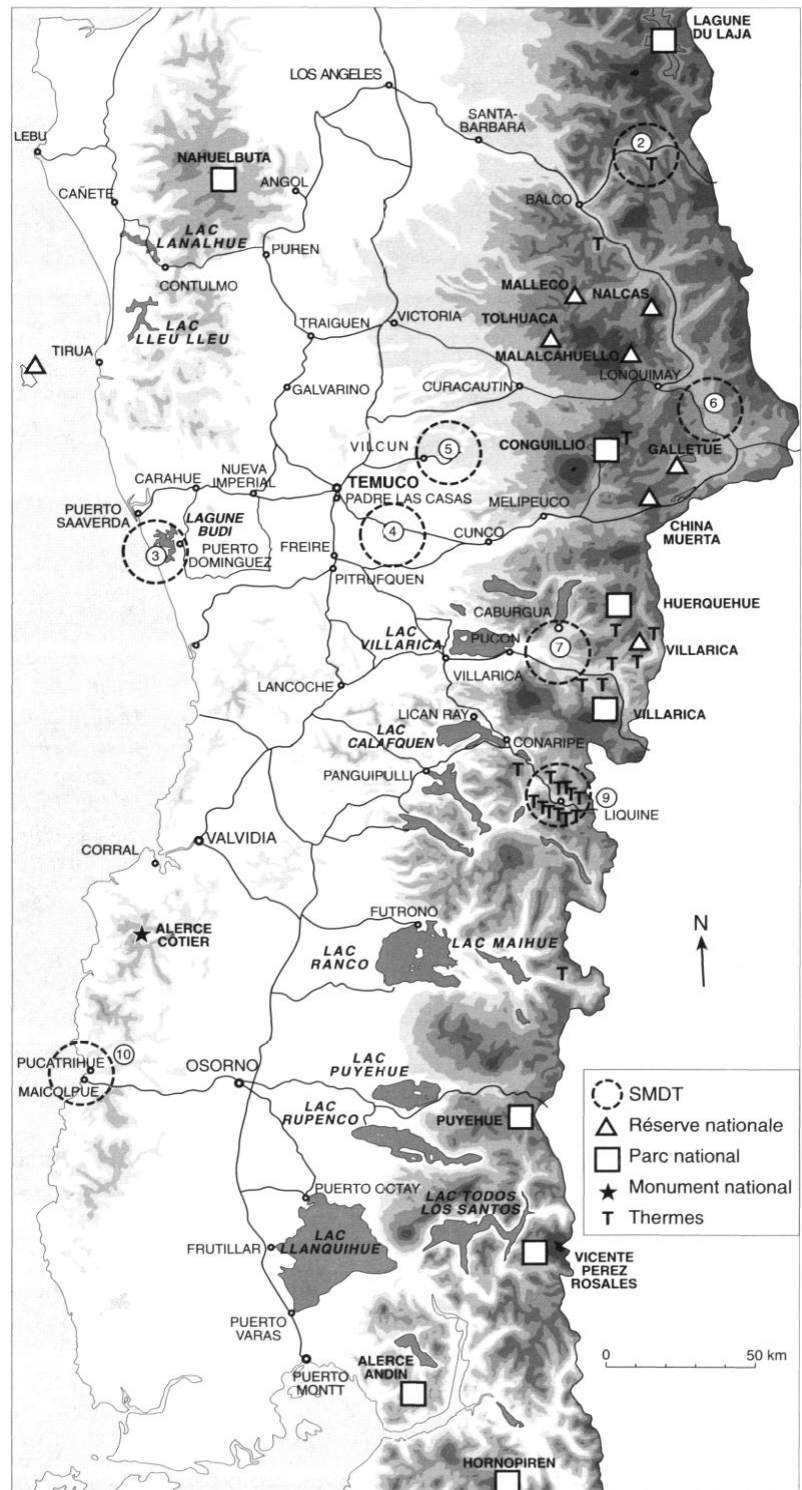 LAGUNE
DU LAJA
LOS ANGELES
SANTA-
BARBARA
LEBU
2
T
NAHUELBUTA
ANGOL
CAÑETE
BALCO
LAC
LANALHUE
PUREN
T
CONTULMO
MALLECO
NALCAS
LAC
LLEU LLEU
TRAIGUEN
VICTORIA
TOLHUACA
TIRUA
MALALCAHUELLO
LONQUIMAY
GALVARINO
CURACAUTIN
6
VILCUN
5
CONGUILLIO
T
GALLETUE
CARAHUE
NUEVA
IMPERIAL
TEMUCO
PADRE LAS CASAS
MELIPEUCO
PUERTO
SAAVERDA
LAGUNE
BUDI
4
CUNCO
CHINA
MUERTA
3
PUERTO
DOMINGUEZ
FREIRE
PITRUFQUEN
CABURGUA
HUERQUEHUE
LAC
VILLARICA
PUCON
7
T
T
T
T
VILLARICA
LANCOCHE
VILLARICA
T
T
VILLARICA
LICAN RAY
LAC
CALAFQUEN
CONARIPE
PANGUIPULLI
T
T
TTTT
TTTTT
9
LIQUINE
VALVIDIA
CORRAL
FUTRONO
ALERCE
CÔTIER
LAC
RANCO
LAC MAIHUE
N
T
10
PUCATRIHUE
MAICOLPUE
OSORNO
LAC
PUYEHUE
LAC
RUPENCO
PUYEHUE
SMDT
Réserve nationale
Parc national
Monument national
T Thermes
PUERTO OCTAY
LAC TODOS
LOS SANTOS
FRUTILLAR
LAC
LLANQUIHUE
VICENTE
PEREZ
ROSALES
PUERTO
VARAS
0 50 km
PUERTO
MONTT
ALERCE
ANDIN
HORNOPIREN